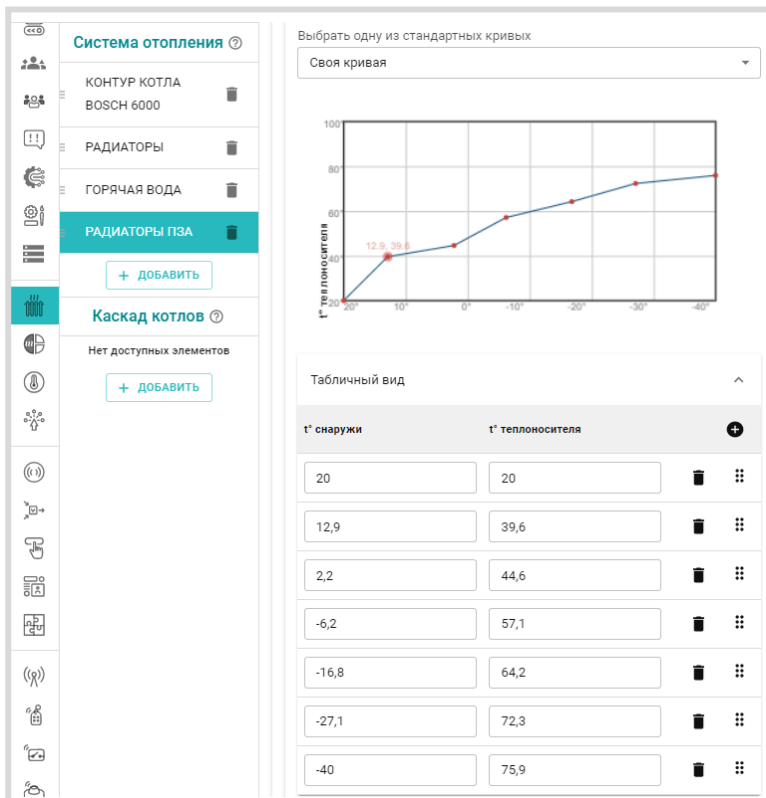 Система отопления ?
КОНТУР КОТЛА
BOSCH 6000
РАДИАТОРЫ
ГОРЯЧАЯ ВОДА
РАДИАТОРЫ ПЗА
+ ДОБАВИТЬ
Каскад котлов ?
Нет доступных элементов
+ ДОБАВИТЬ
Выбрать одну из стандартных кривых
Своя кривая
t° теплоносителя
100°
80°
60°
40°
20°
12.9, 39.6
20° 10° 0° -10° -20° -30° -40°
Табличный вид
t° снаружи t° теплоносителя
20 20
12,9 39,6
2,2 44,6
-6,2 57,1
-16,8 64,2
-27,1 72,3
-40 75,9